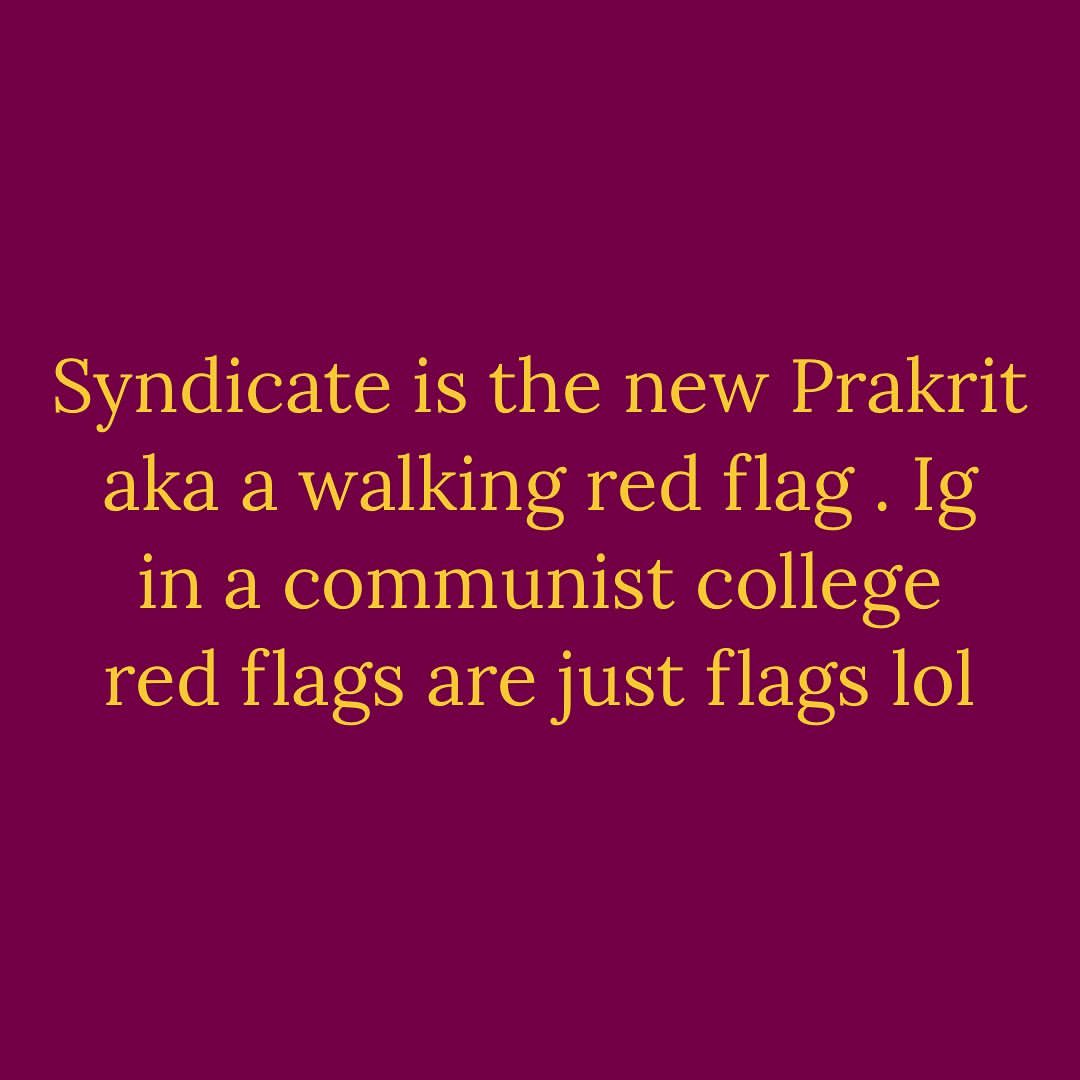 Syndicate is the new Prakrit
aka a walking red flag . Ig
in a communist college
red flags are just flags lol